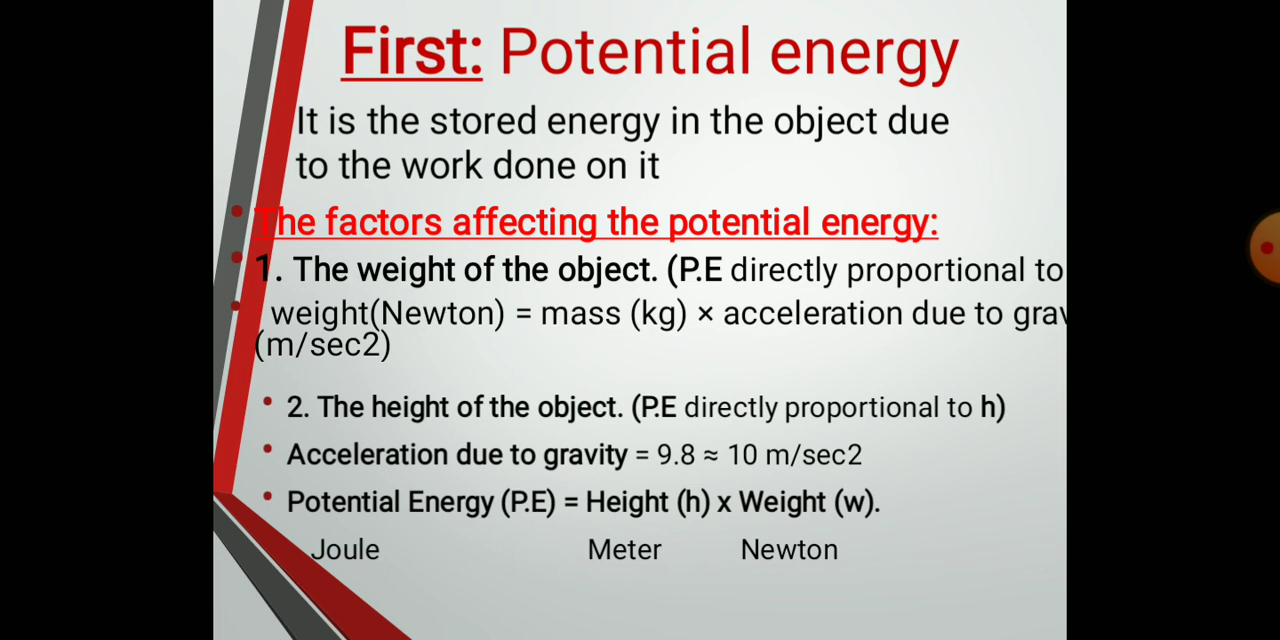 First: Potential energy
It is the stored energy in the object due
to the work done on it
The factors affecting the potential energy:
1. The weight of the object. (P.E directly proportional to
weight(Newton) = mass (kg) × acceleration due to
(m/sec2)
2. The height of the object. (P.E directly proportional to h)
Acceleration due to gravity = 9.8 ≈ 10 m/sec2
Potential Energy (P.E) = Height (h) x Weight (w).
Joule Meter Newton